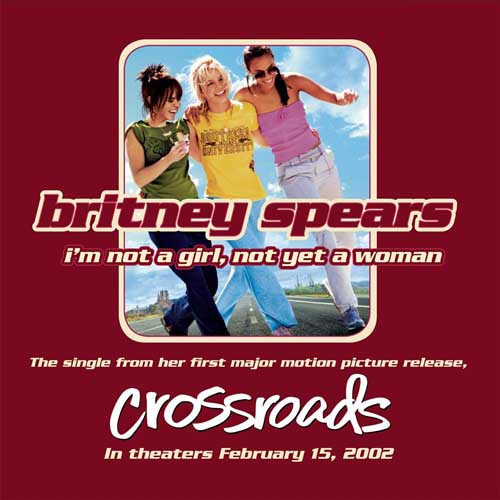 britney spears
i'm not a girl, not yet a woman
The single from her first major motion picture release,
crossroads
In theaters February 15, 2002